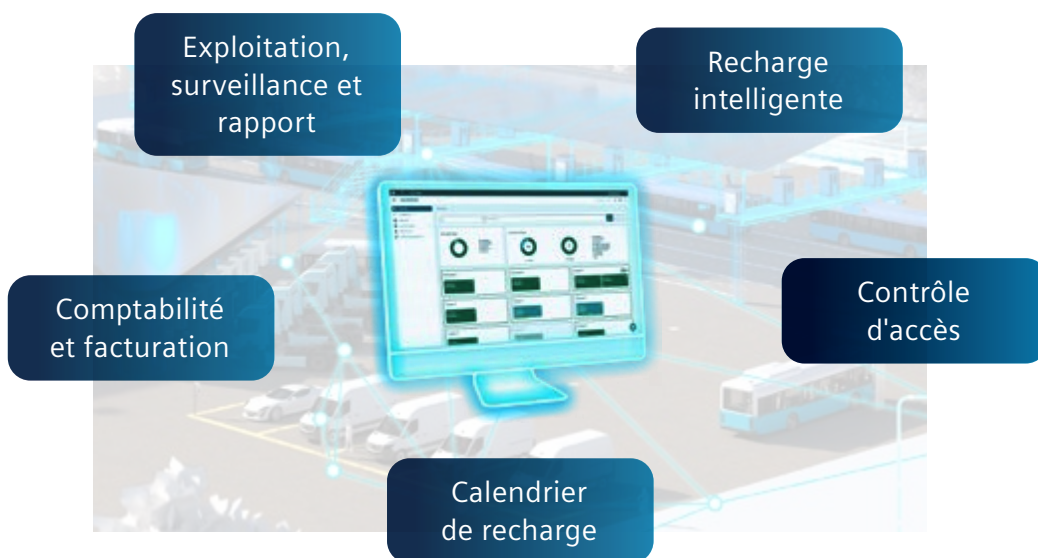 Exploitation,
surveillance et
rapport
Recharge
intelligente
Comptabilité
et facturation
Contrôle
d'accès
Calendrier
de recharge